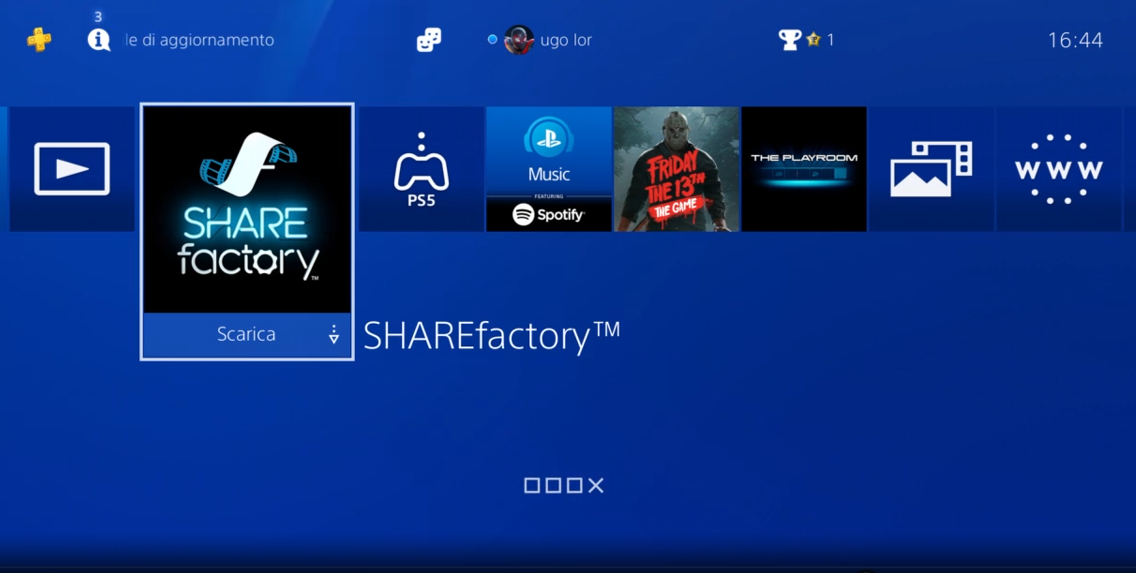 3
le di aggiornamento
ugo lor
1
16:44
SHARE
factory™
PS5
Music
FEATURING
Spotify
FRIDAY
THE 13TH
THE GAME
THE PLAYROOM
WWW
Scarica
SHAREfactory™